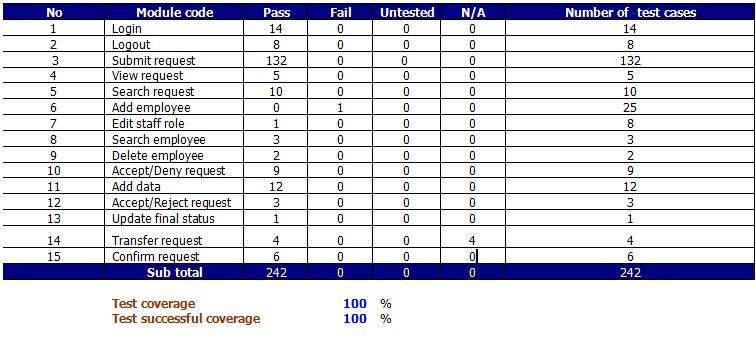 No Module code Pass Fail Untested N/A Number of test cases
1 Login 14 0 0 0 14
2 Logout 8 0 0 0 8
3 Submit request 132 0 0 0 132
4 View request 5 0 0 0 5
5 Search request 10 0 0 0 10
6 Add employee 0 1 0 0 25
7 Edit staff role 1 0 0 0 8
8 Search employee 3 0 0 0 3
9 Delete employee 2 0 0 0 2
10 Accept/Deny request 9 0 0 0 9
11 Add data 12 0 0 0 12
12 Accept/Reject request 3 0 0 0 3
13 Update final status 1 0 0 0 1
14 Transfer request 4 0 0 4 4
15 Confirm request 6 0 0 0 6
Sub total 242 0 0 0 242
Test coverage 100 %
Test successful coverage 100 %